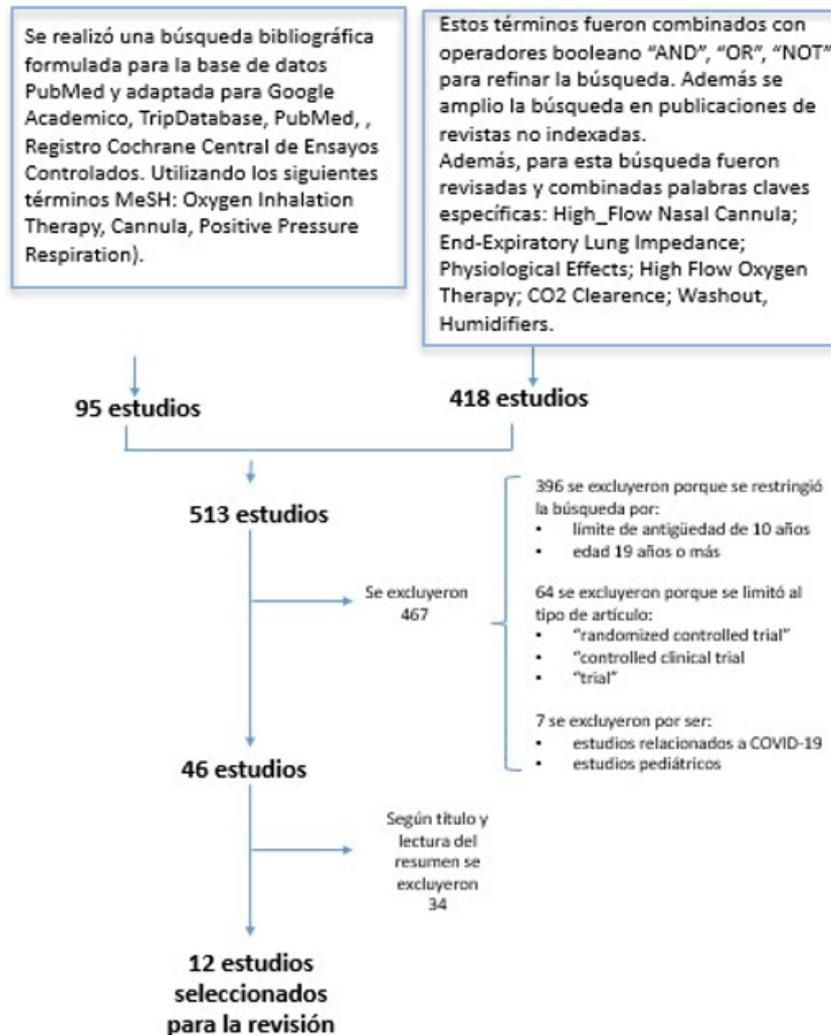 Se realizó una búsqueda bibliográfica
formulada para la base de datos
PubMed y adaptada para Google
Academico, TripDatabase, PubMed, ,
Registro Cochrane Central de Ensayos
Controlados. Utilizando los siguientes
términos MeSH: Oxygen Inhalation
Therapy, Cannula, Positive Pressure
Respiration).
Estos términos fueron combinados con
operadores booleano “AND”, “OR”, “NOT”
para refinar la búsqueda. Además se
amplio la búsqueda en publicaciones de
revistas no indexadas.
Además, para esta búsqueda fueron
revisadas y combinadas palabras claves
específicas: High_Flow Nasal Cannula;
End-Expiratory Lung Impedance;
Physiological Effects; High Flow Oxygen
Therapy; CO2 Clearence; Washout,
Humidifiers.
95 estudios
418 estudios
513 estudios
Se excluyeron
467
396 se excluyeron porque se restringió
la búsqueda por:
• límite de antigüedad de 10 años
• edad 19 años o más
64 se excluyeron porque se limitó al
tipo de artículo:
• “randomized controlled trial”
• “controlled clinical trial
• “trial”
7 se excluyeron por ser:
• estudios relacionados a COVID-19
• estudios pediátricos
46 estudios
Según título y
lectura del
resumen se
excluyeron
34
12 estudios
seleccionados
para la revisión